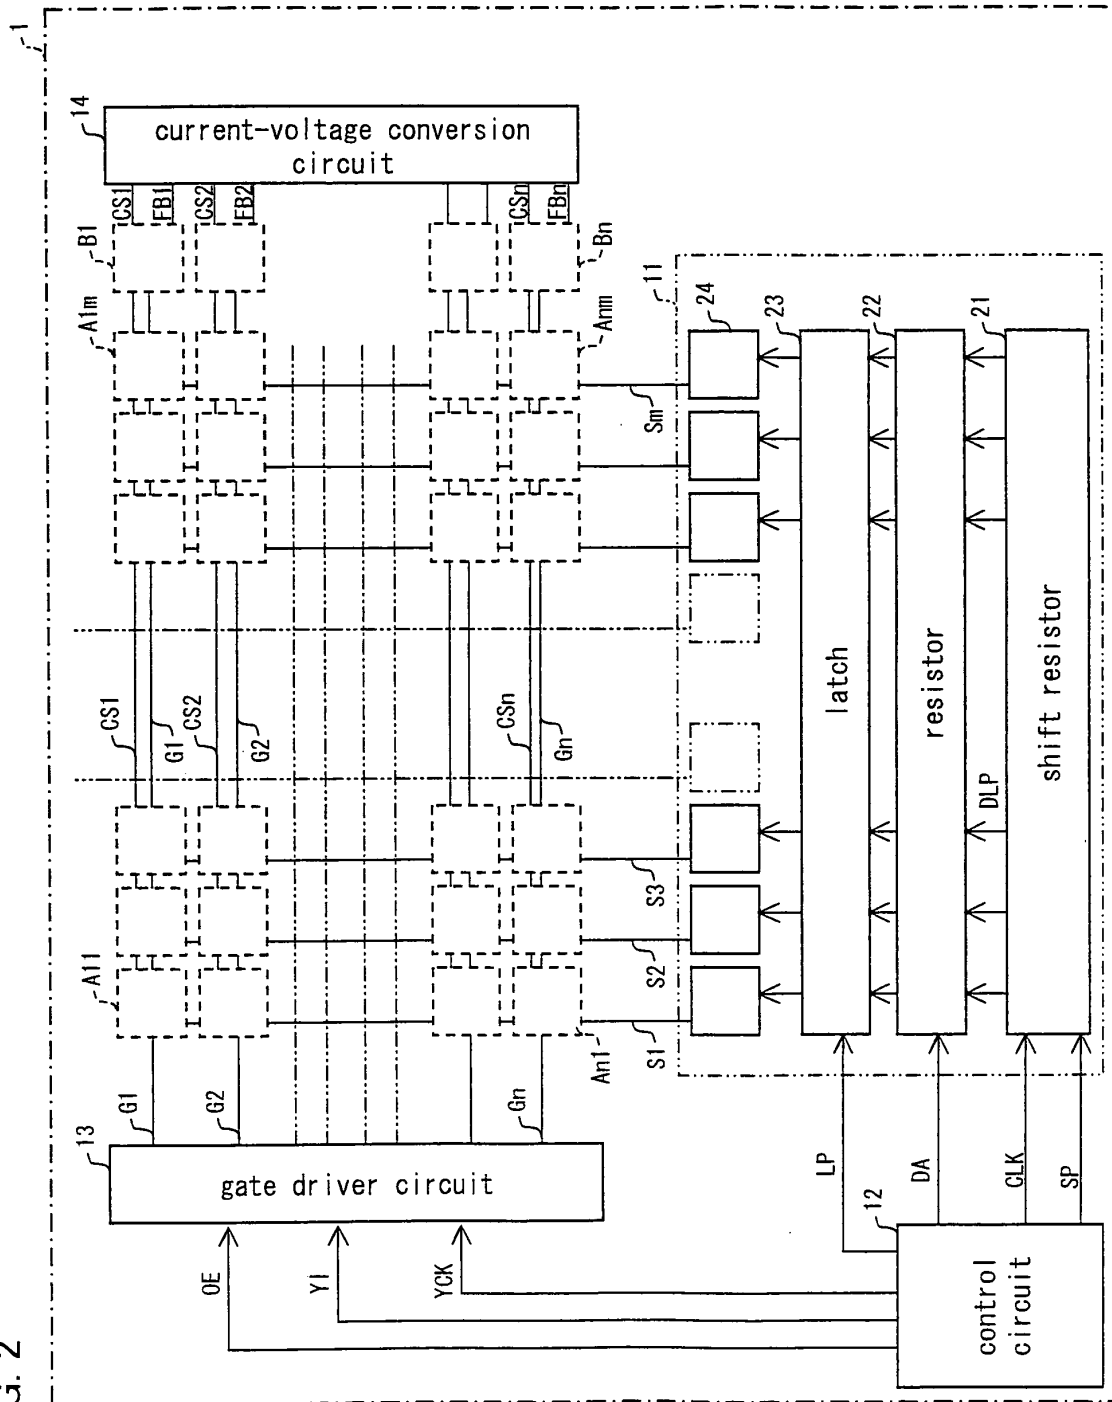 G. 2
1
14
current-voltage conversion
circuit
CS1
FB1
CS2
FB2
CSn
FBn
B1
Bn
A1m
Anm
11
24
23
22
21
Sm
CS1
G1
CS2
G2
CSn
Gn
latch
resistor
shift resistor
DLP
A11
An1
S3
S2
S1
G1
G2
Gn
13
gate driver circuit
OE
YI
YCK
LP
DA
CLK
SP
12
control
circuit